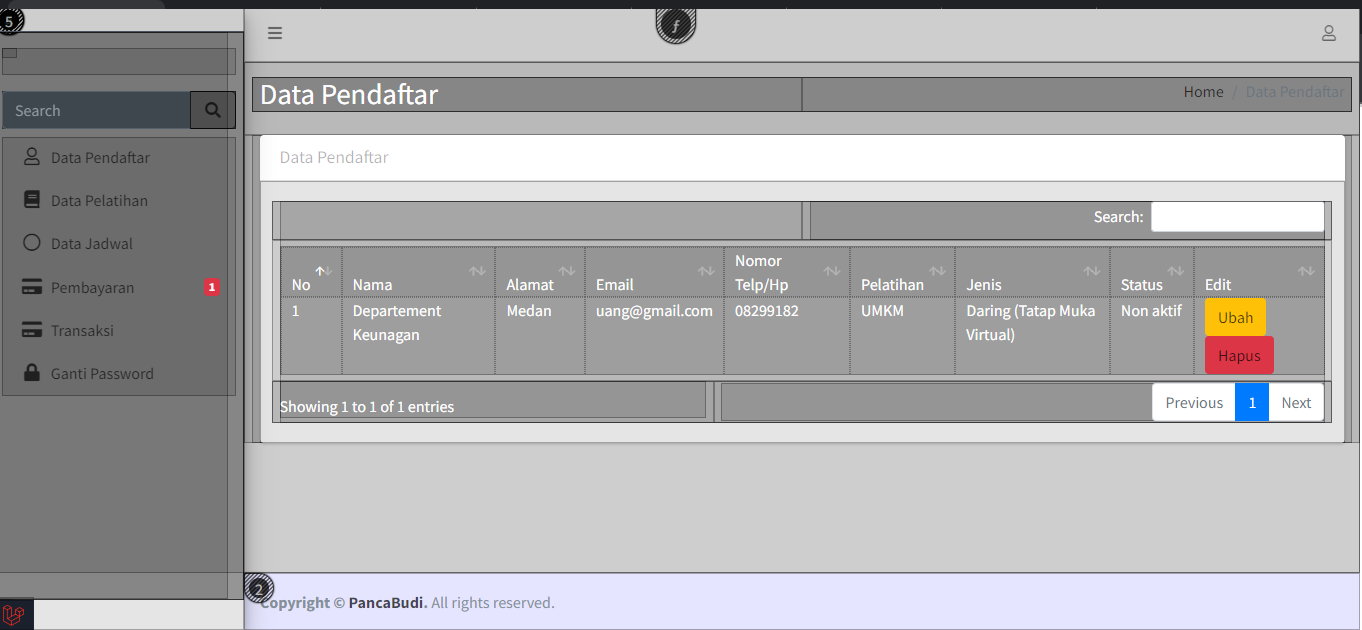 5
f
Data Pendaftar
Home / Data Pendaftar
Search
Data Pendaftar
Data Pelatihan
Data Jadwal
Pembayaran 1
Transaksi
Ganti Password
Data Pendaftar
Search:
No Nama Alamat Email Nomor Telp/Hp Pelatihan Jenis Status Edit
1 Departement Keunagan Medan uang@gmail.com 08299182 UMKM Daring (Tatap Muka Virtual) Non aktif Ubah
Hapus
Showing 1 to 1 of 1 entries
Previous 1 Next
2
Copyright © PancaBudi. All rights reserved.